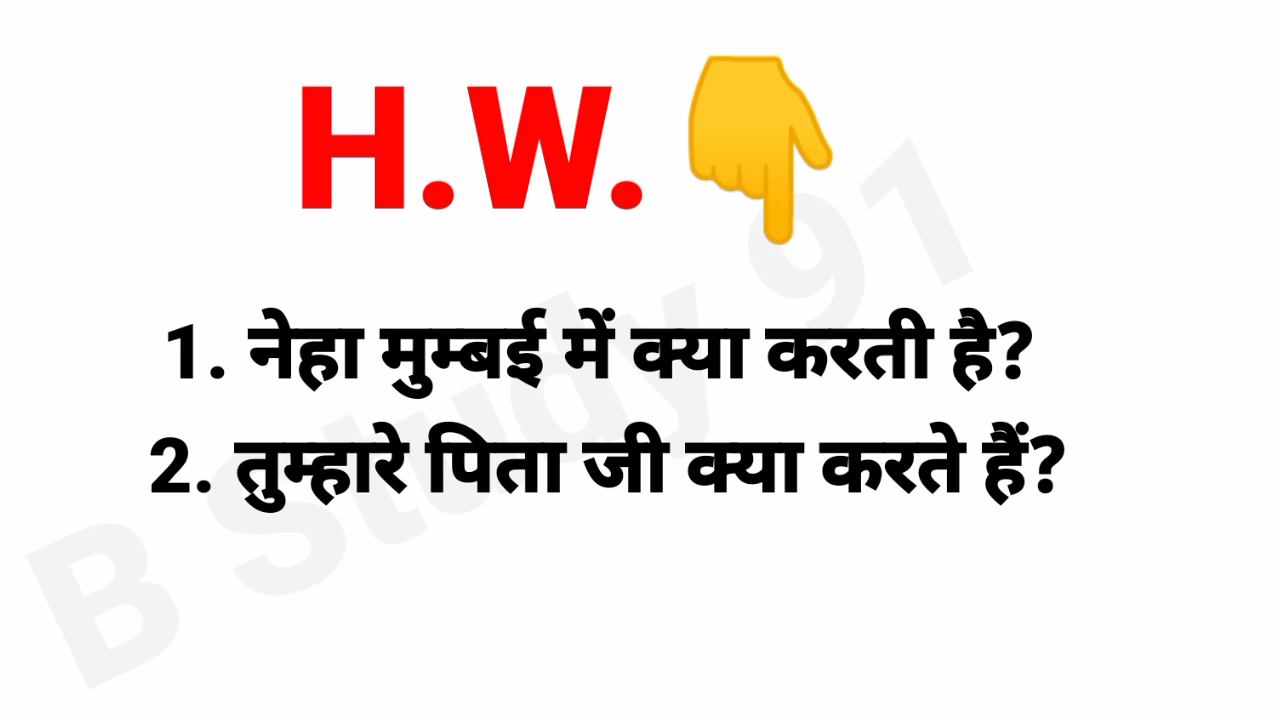 H.W.
1. नेहा मुम्बई में क्या करती है?
2. तुम्हारे पिता जी क्या करते हैं?
B Study 91